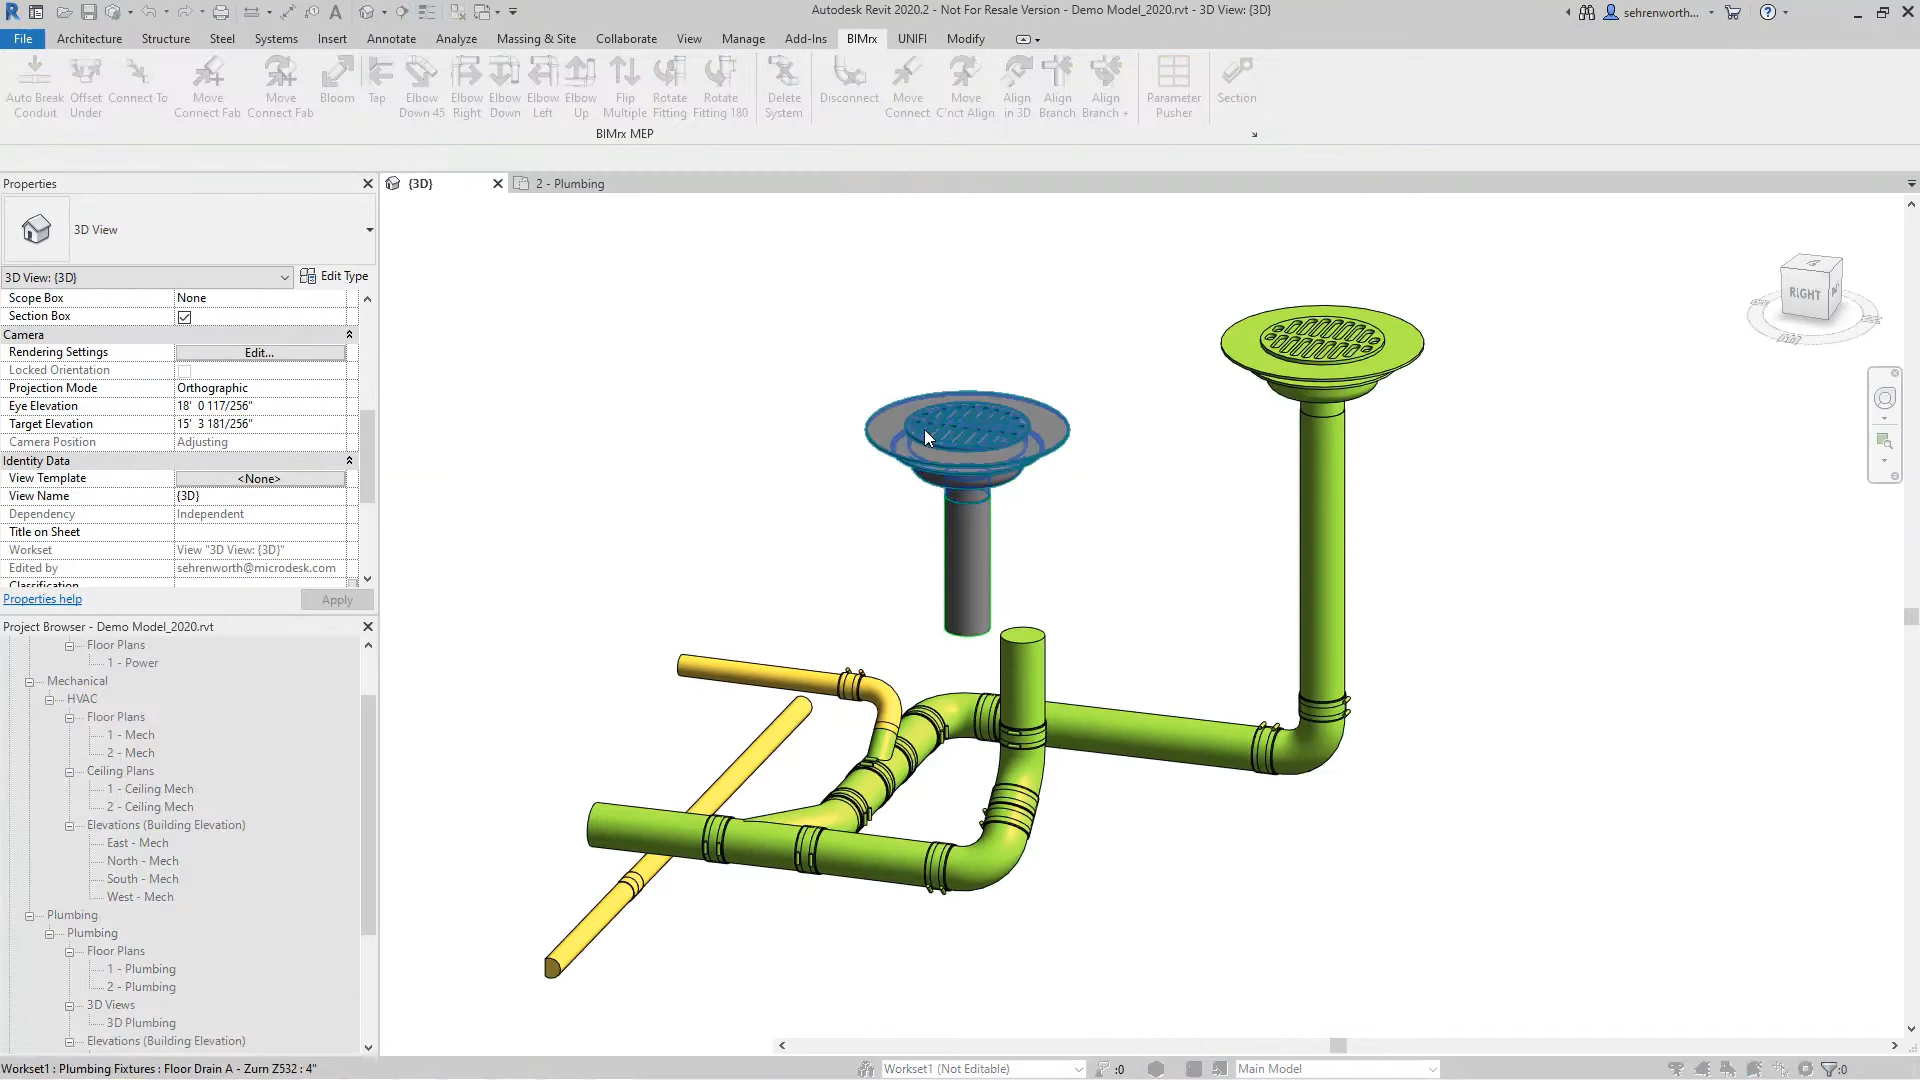 Autodesk Revit 2020.2 - Not For Resale Version - Demo Model_2020.rvt - 3D View: {3D}
sehrenworth...
File Architecture Structure Steel Systems Insert Annotate Analyze Massing & Site Collaborate View Manage Add-Ins BIMrx UNIFI Modify
Auto Break Conduit
Offset Under
Connect To
Move Connect Fab
Move Connect Fab
Bloom
Tap
Elbow Down 45
Elbow Right
Elbow Down
Elbow Left
Elbow Up
Flip Multiple
Rotate Fitting
Rotate Fitting 180
Delete System
Disconnect
Move Connect
Move C'nct Align
Align in 3D
Align Branch
Align Branch +
Parameter Pusher
Section
BIMrx MEP
Properties
{3D}
2 - Plumbing
3D View
3D View: {3D}
Edit Type
Scope Box None
Section Box
Camera
Rendering Settings Edit...
Locked Orientation
Projection Mode Orthographic
Eye Elevation 18' 0 117/256"
Target Elevation 15' 3 181/256"
Camera Position Adjusting
Identity Data
View Template <None>
View Name {3D}
Dependency Independent
Title on Sheet
Workset View "3D View: {3D}"
Edited by sehrenworth@microdesk.com
Classification
Properties help
Apply
Project Browser - Demo Model_2020.rvt
Floor Plans
1 - Power
Mechanical
HVAC
Floor Plans
1 - Mech
2 - Mech
Ceiling Plans
1 - Ceiling Mech
2 - Ceiling Mech
Elevations (Building Elevation)
East - Mech
North - Mech
South - Mech
West - Mech
Plumbing
Plumbing
Floor Plans
1 - Plumbing
2 - Plumbing
3D Views
3D Plumbing
Elevations (Building Elevation)
RIGHT
Workset1 : Plumbing Fixtures : Floor Drain A - Zurn Z532 : 4"
Workset1 (Not Editable)
:0
Main Model
:0